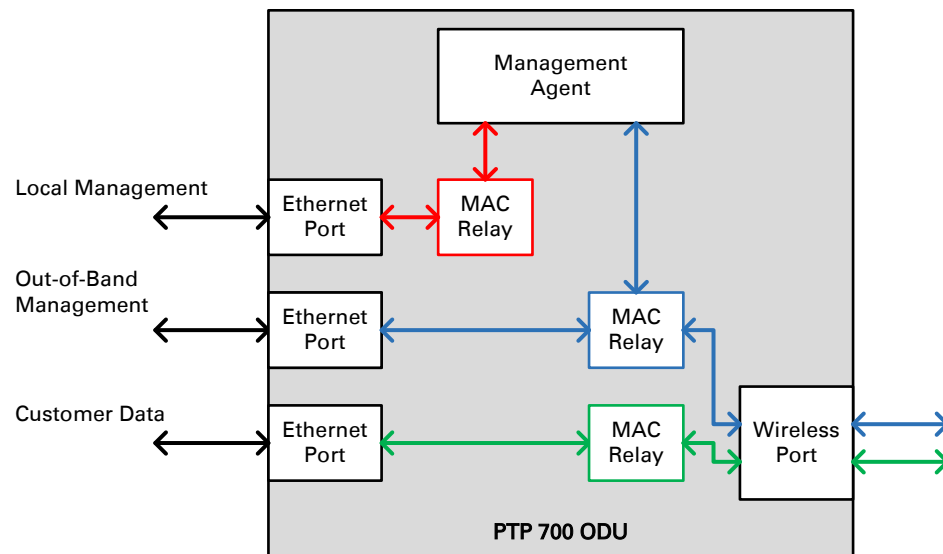 Management
Agent
Local Management
Ethernet
Port
MAC
Relay
Out-of-Band
Management
Ethernet
Port
MAC
Relay
Customer Data
Ethernet
Port
MAC
Relay
Wireless
Port
PTP 700 ODU